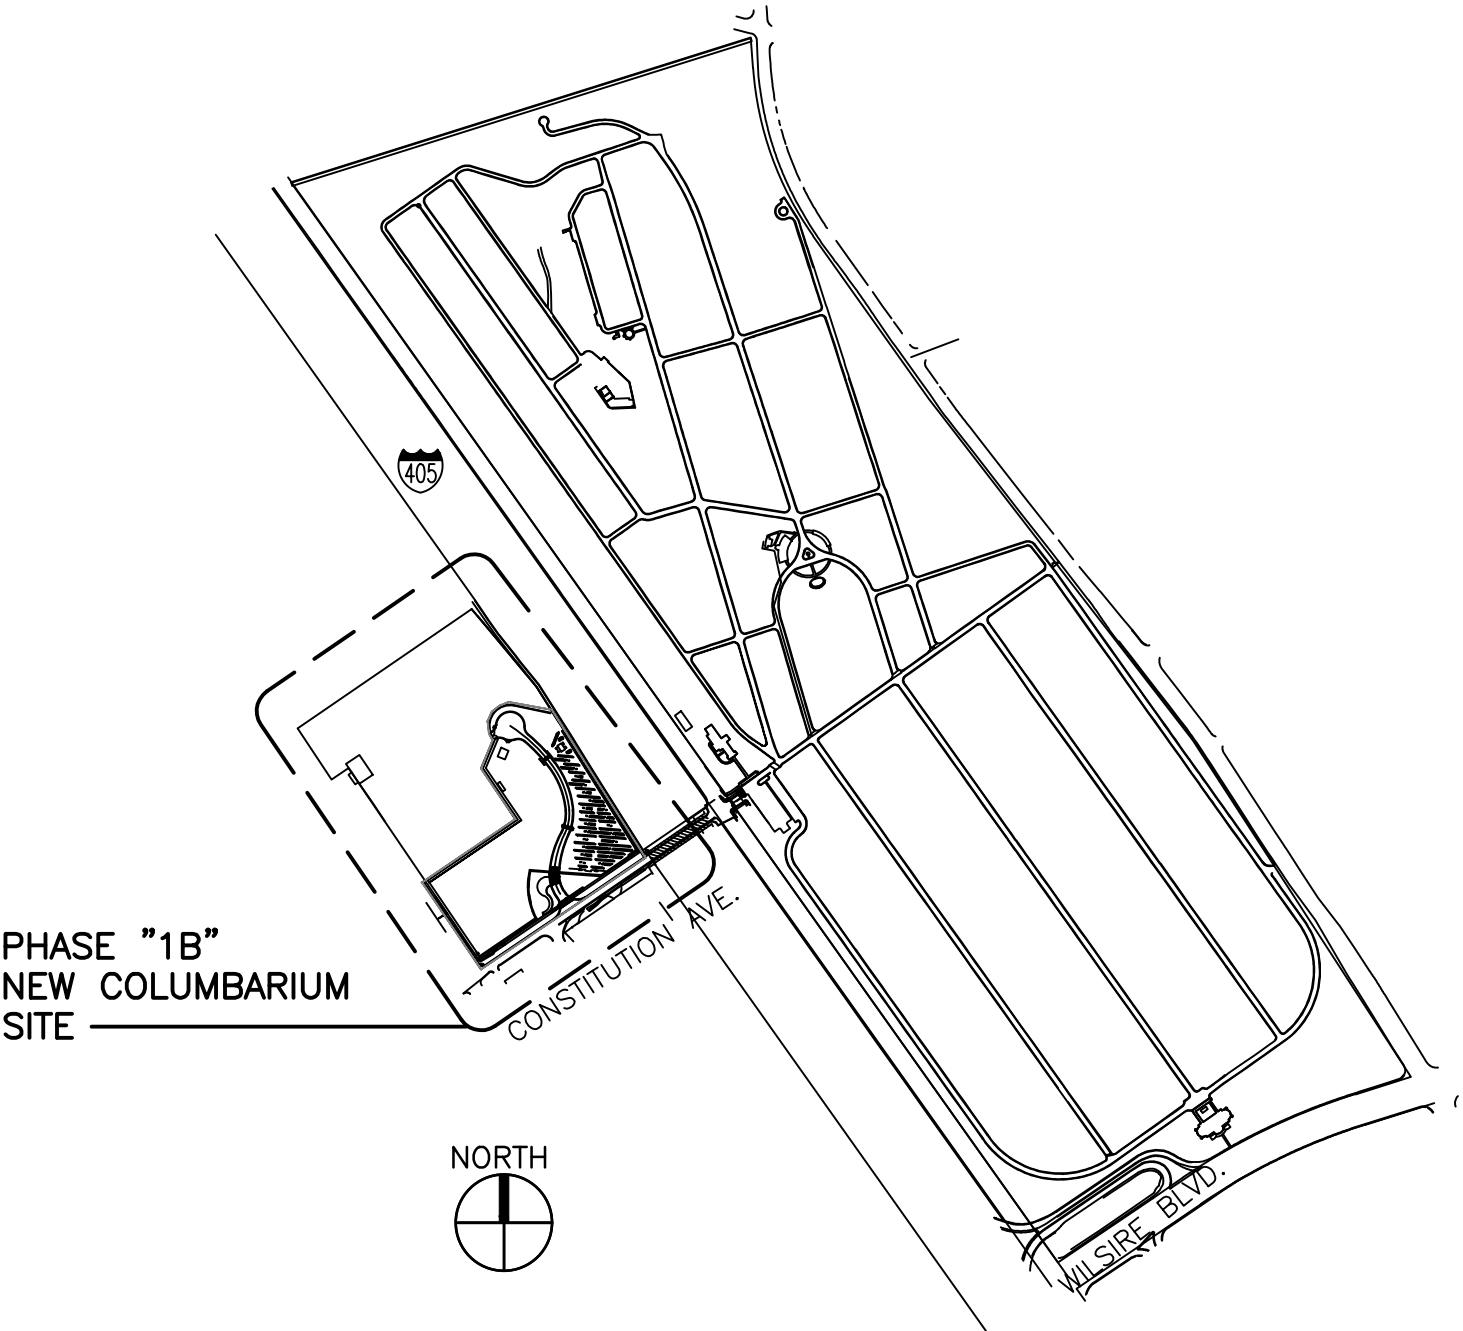 405
PHASE "1B"
NEW COLUMBARIUM
SITE
CONSTITUTION AVE.
NORTH
WILSIRE BLVD.